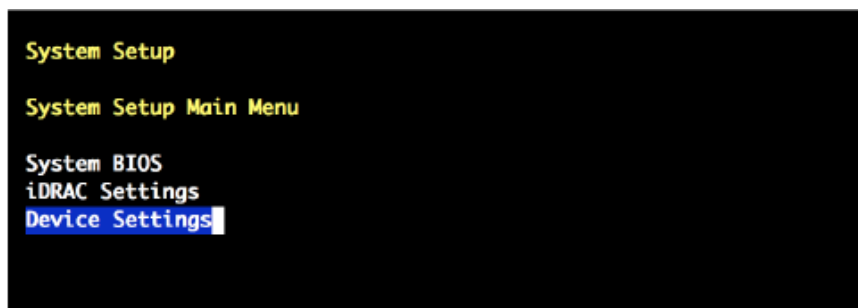 System Setup
System Setup Main Menu
System BIOS
iDRAC Settings
Device Settings